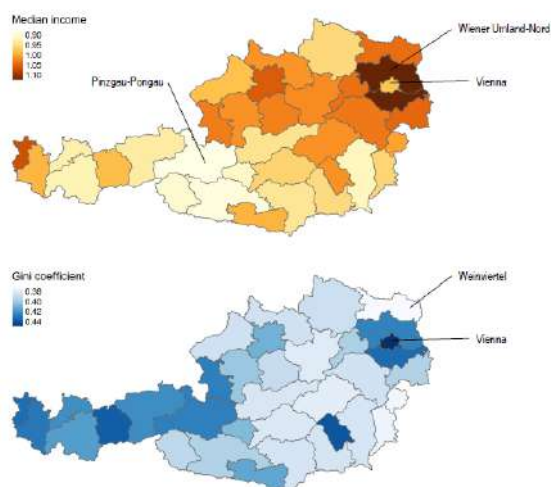 Median income
0.90
0.95
1.00
1.05
1.10
Wiener Umland-Nord
Vienna
Pinzgau-Pongau
Gini coefficient
0.38
0.40
0.42
0.44
Weinviertel
Vienna